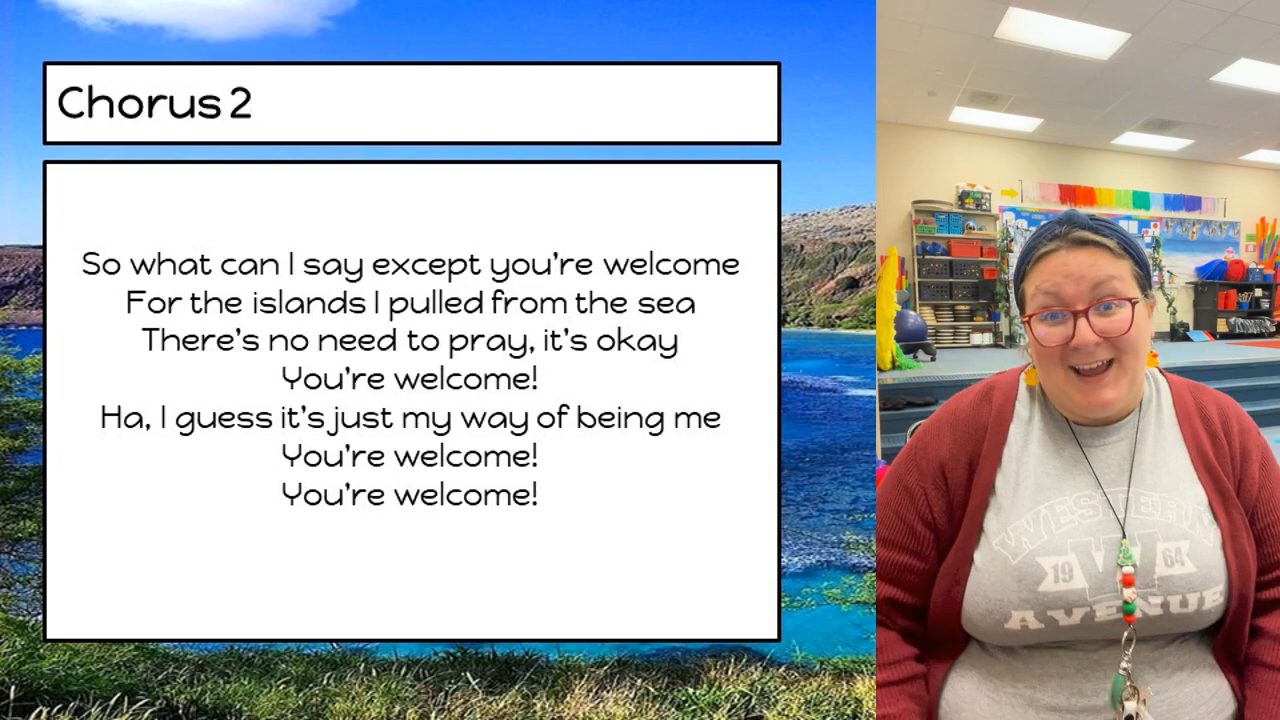 Chorus 2
So what can I say except you're welcome
For the islands I pulled from the sea
There's no need to pray, it's okay
You're welcome!
Ha, I guess it's just my way of being me
You're welcome!
You're welcome!
WESTERN
19 W 64
AVENUE